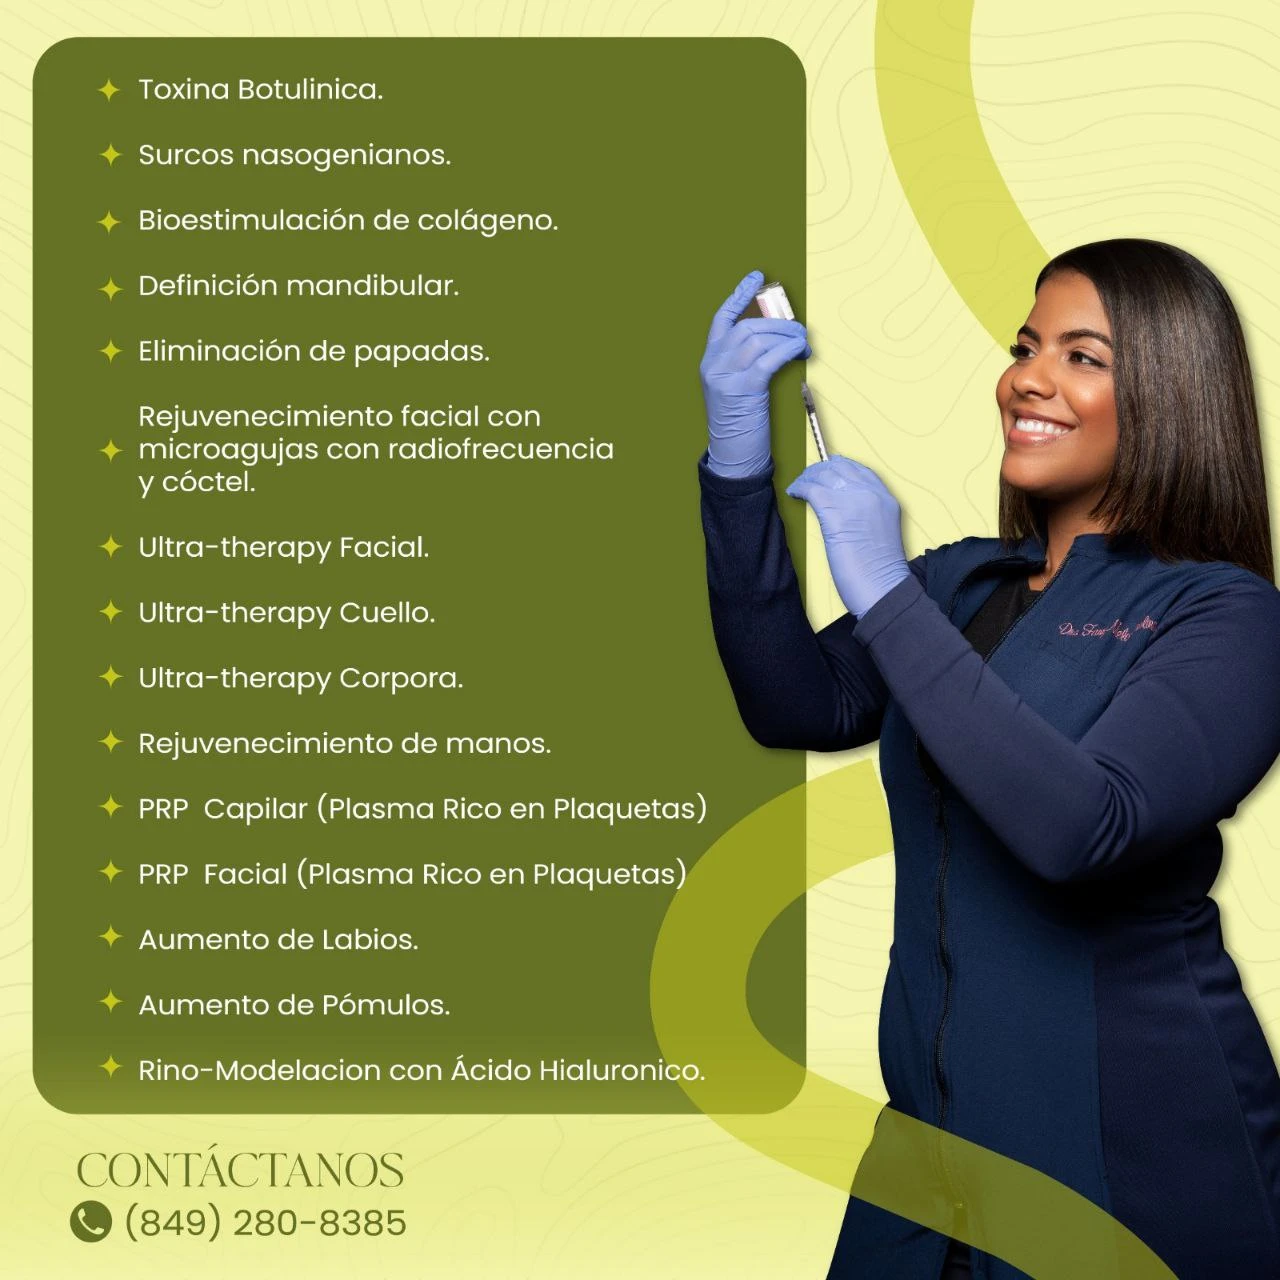 Toxina Botulinica.
Surcos nasogenianos.
Bioestimulación de colágeno.
Definición mandibular.
Eliminación de papadas.
Rejuvenecimiento facial con
microagujas con radiofrecuencia
y cóctel.
Ultra-therapy Facial.
Ultra-therapy Cuello.
Ultra-therapy Corpora.
Rejuvenecimiento de manos.
PRP Capilar (Plasma Rico en Plaquetas)
PRP Facial (Plasma Rico en Plaquetas)
Aumento de Labios.
Aumento de Pómulos.
Rino-Modelacion con Ácido Hialuronico.
Dra.
CONTÁCTANOS
(849) 280-8385